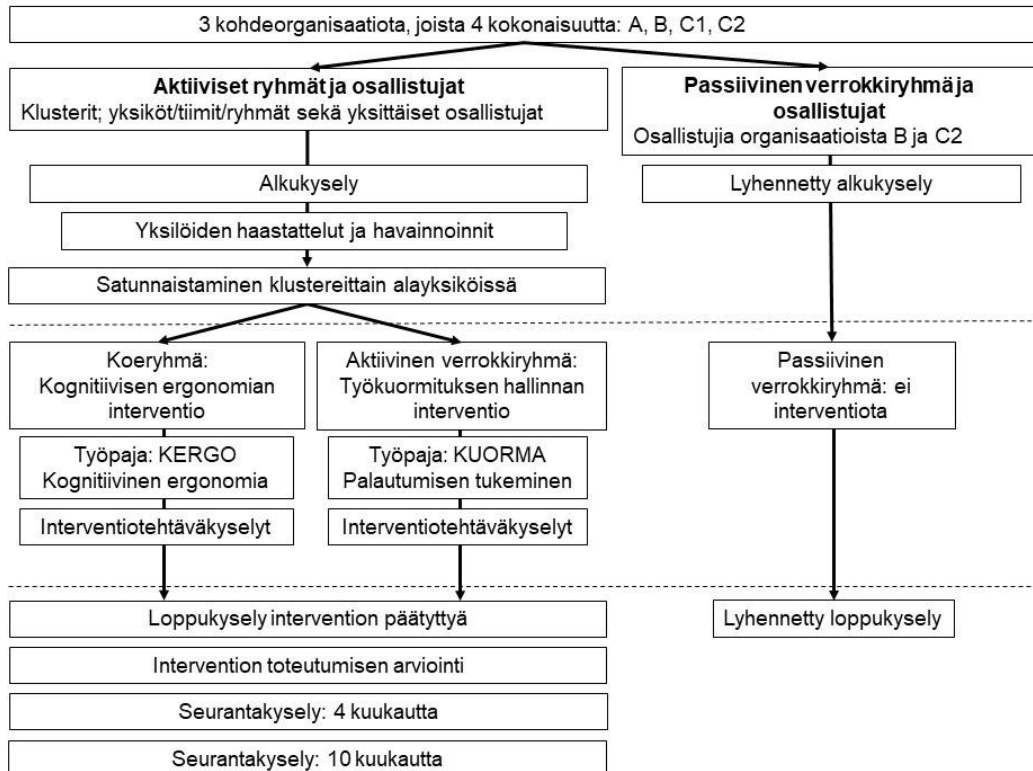 3 kohdeorganisaatiota, joista 4 kokonaisuutta: A, B, C1, C2
Aktiiviset ryhmät ja osallistujat
Klusterit; yksiköt/tiimit/ryhmät sekä yksittäiset osallistujat
Passiivinen verrokkiryhmä ja
osallistujat
Osallistujia organisaatioista B ja C2
Alkukysely
Lyhennetty alkukysely
Yksilöiden haastattelut ja havainnoinnit
Satunnaistaminen klustereittain alayksiköissä
Koeryhmä:
Kognitiivisen ergonomian
interventio
Aktiivinen verrokkiryhmä:
Työkuormituksen hallinnan
interventio
Passiivinen
verrokkiryhmä: ei
interventiota
Työpaja: KERGO
Kognitiivinen ergonomia
Työpaja: KUORMA
Palautumisen tukeminen
Interventiotehtäväkyselyt
Interventiotehtäväkyselyt
Loppukysely intervention päätyttyä
Lyhennetty loppukysely
Intervention toteutumisen arviointi
Seurantakysely: 4 kuukautta
Seurantakysely: 10 kuukautta